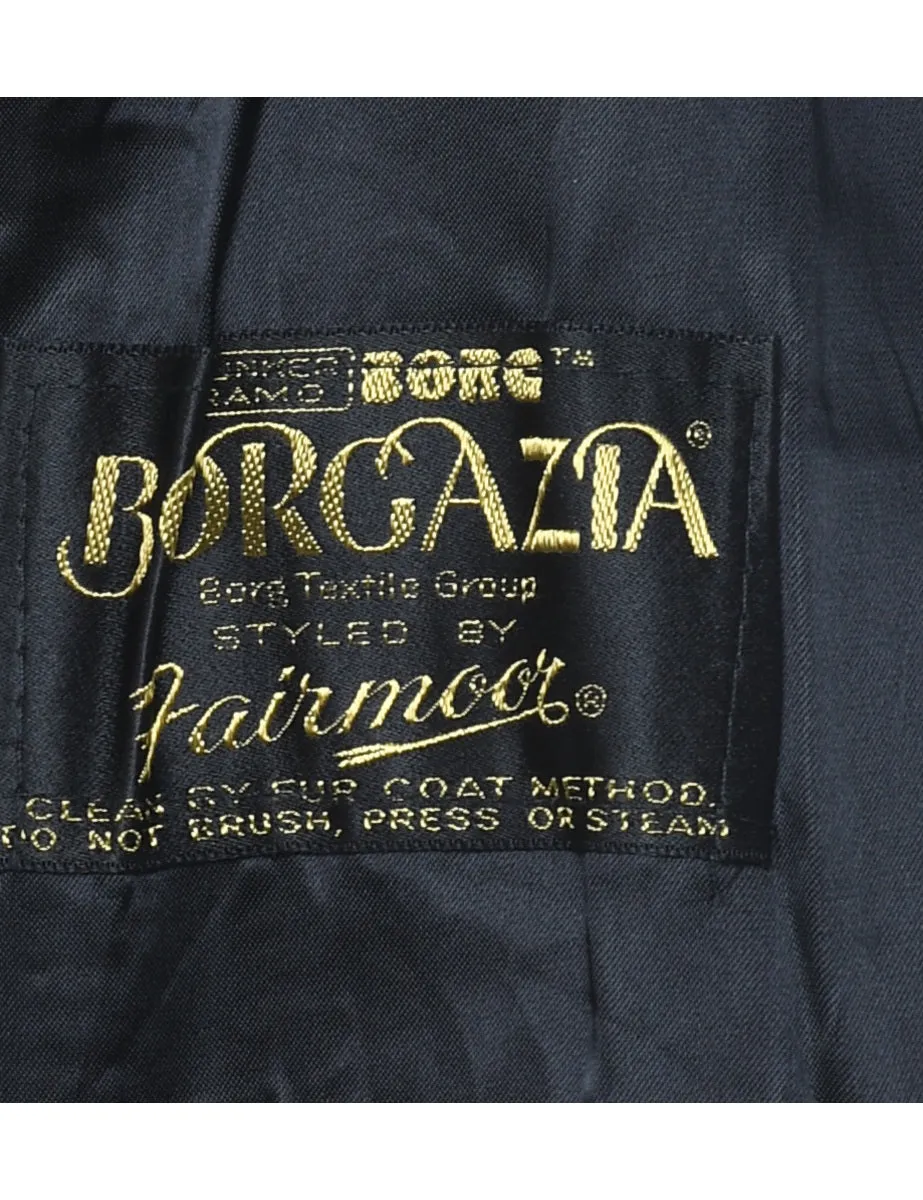 UNKER BORG™
RAMO
BORGAZIA®
Borg Textile Group
STYLED BY
Fairmoor®
CLEAN BY FUR COAT METHOD.
DO NOT BRUSH, PRESS OR STEAM